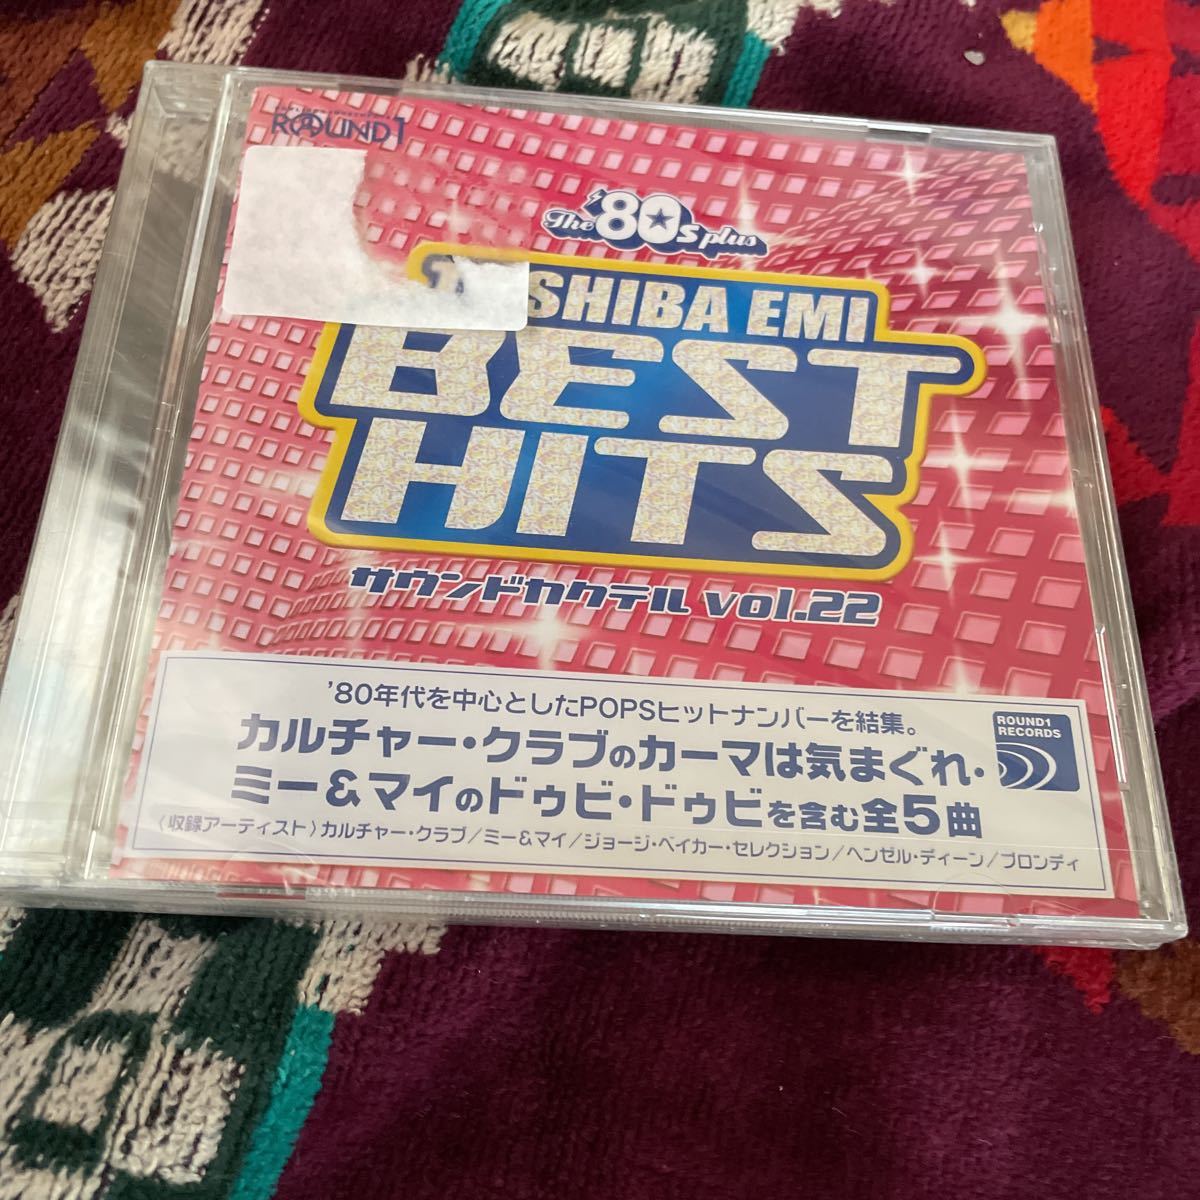 ROUND1
The '80s plus
SHIBA EMI
BEST
HITS
サウンドカクテル vol.22
'80年代を中心としたPOPSヒットナンバーを結集。
カルチャー・クラブのカーマは気まぐれ・
ミー&マイのドゥビ・ドゥビを含む全5曲
〈収録アーティスト〉カルチャー・クラブ/ミー&マイ/ジョージ・ベイカー・セレクション/ヘンゼル・ディーン/ブロンディ
ROUND1
RECORDS